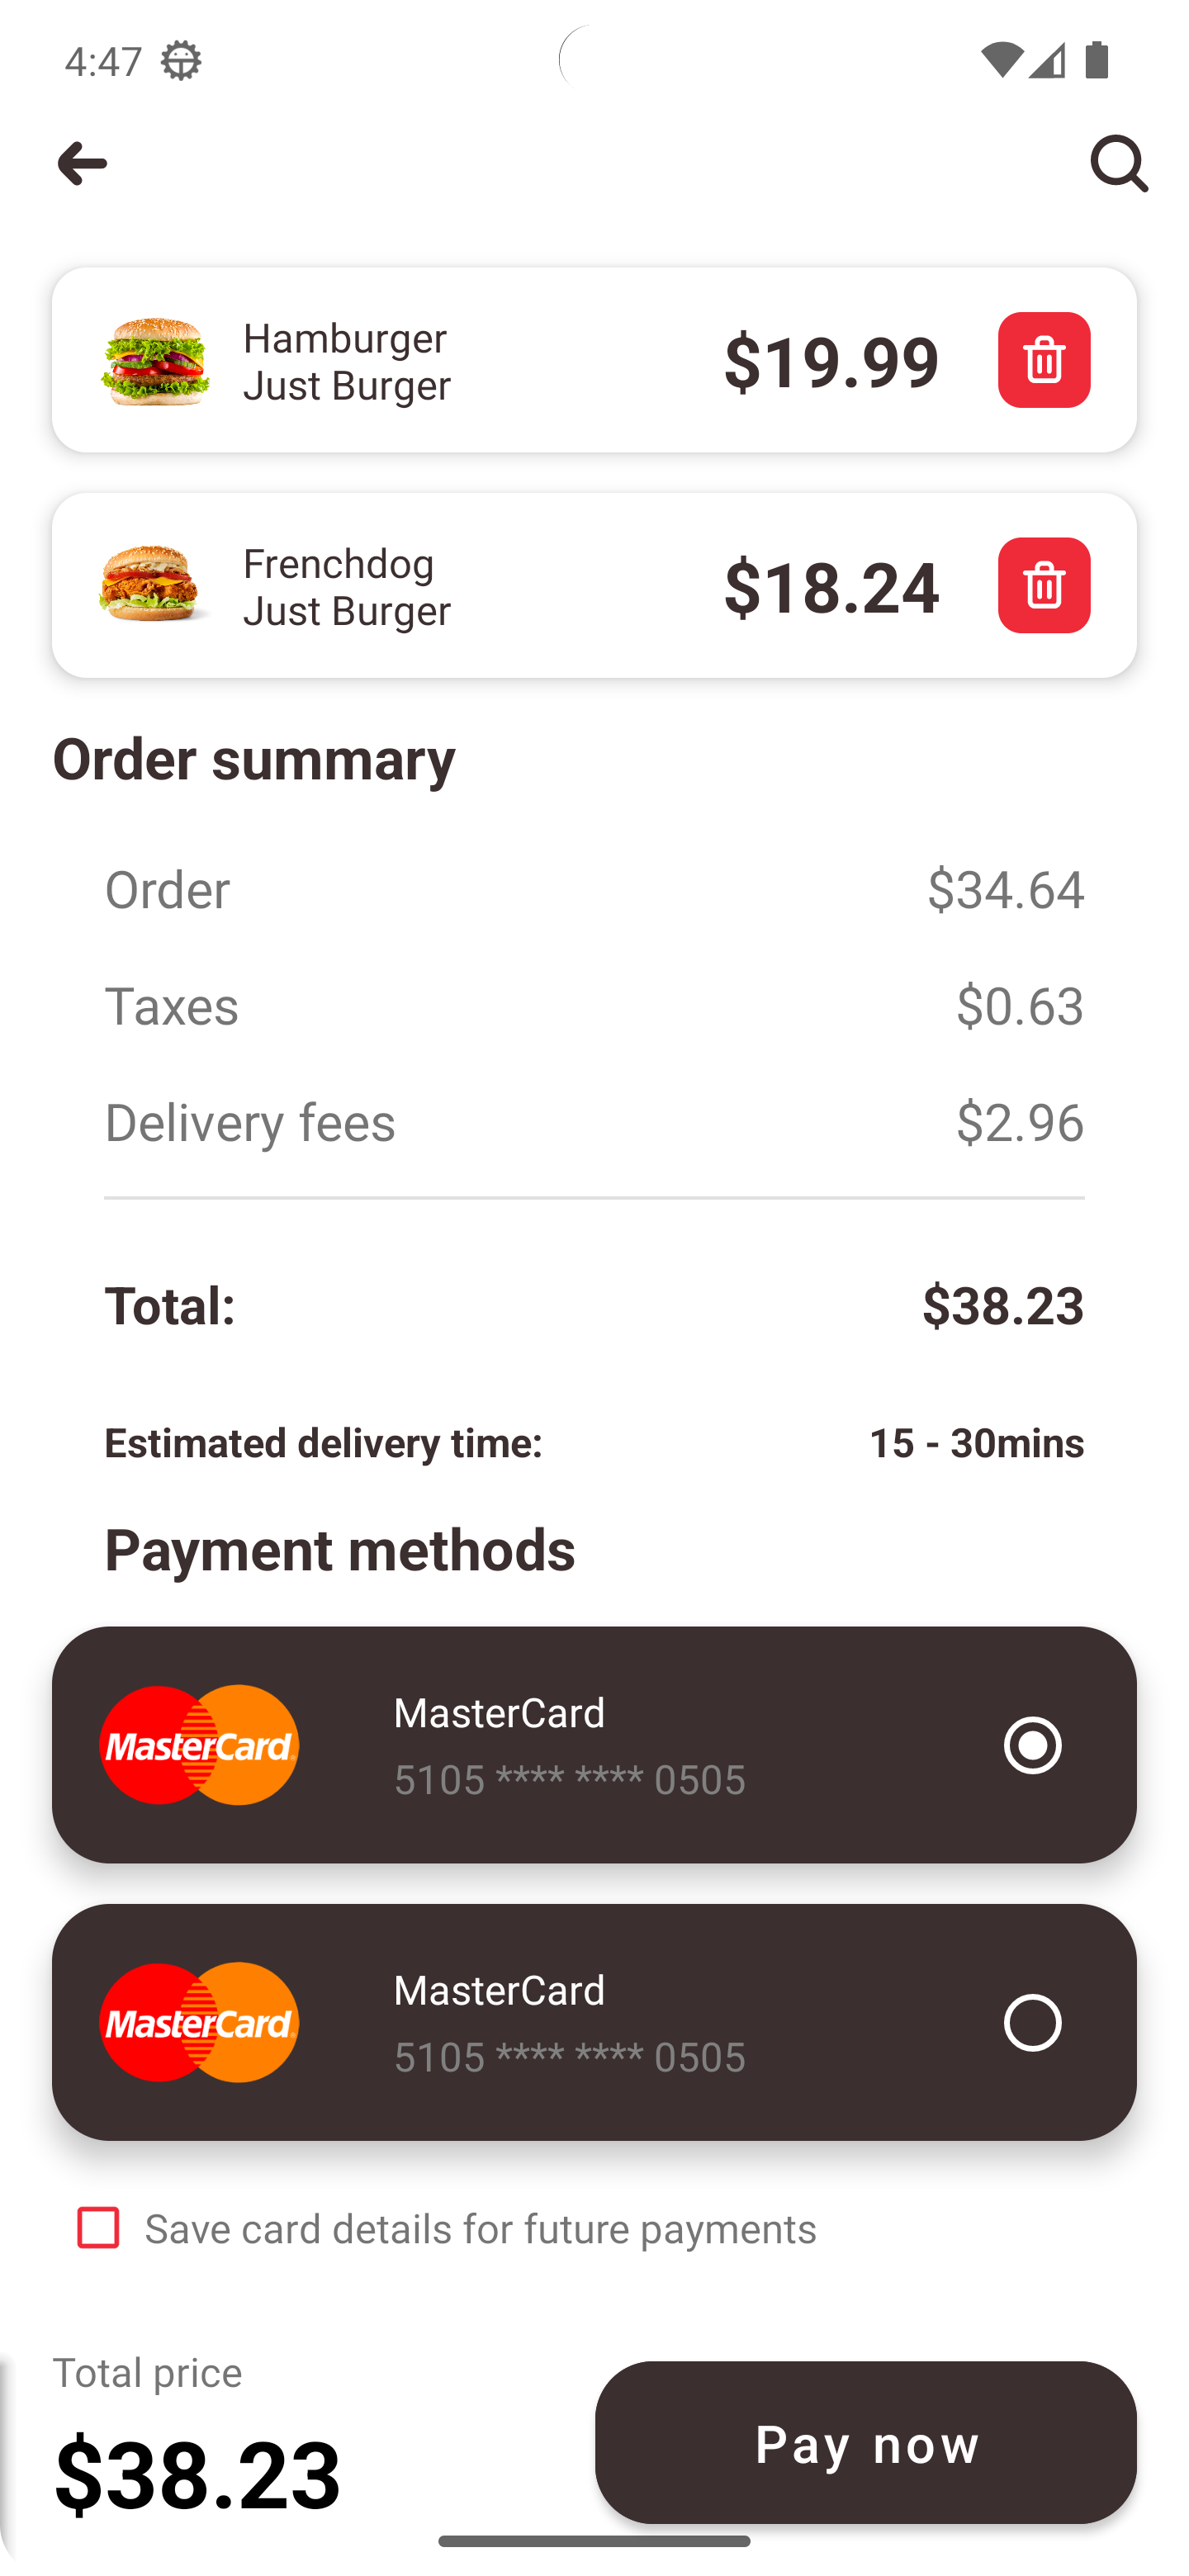 4:47
Hamburger
Just Burger
$19.99
Frenchdog
Just Burger
$18.24
Order summary
Order $34.64
Taxes $0.63
Delivery fees $2.96
Total: $38.23
Estimated delivery time: 15 - 30mins
Payment methods
MasterCard
MasterCard
5105 **** **** 0505
MasterCard
MasterCard
5105 **** **** 0505
Save card details for future payments
Total price
$38.23
Pay now